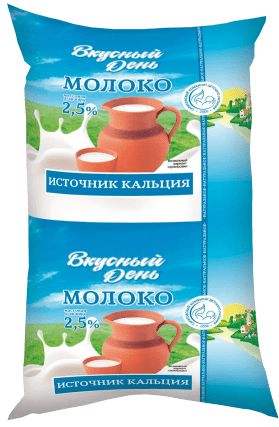 Вкусный
День
МОЛОКО
2,5%
ИСТОЧНИК КАЛЬЦИЯ
Вкусный
День
МОЛОКО
2,5%
ИСТОЧНИК КАЛЬЦИЯ